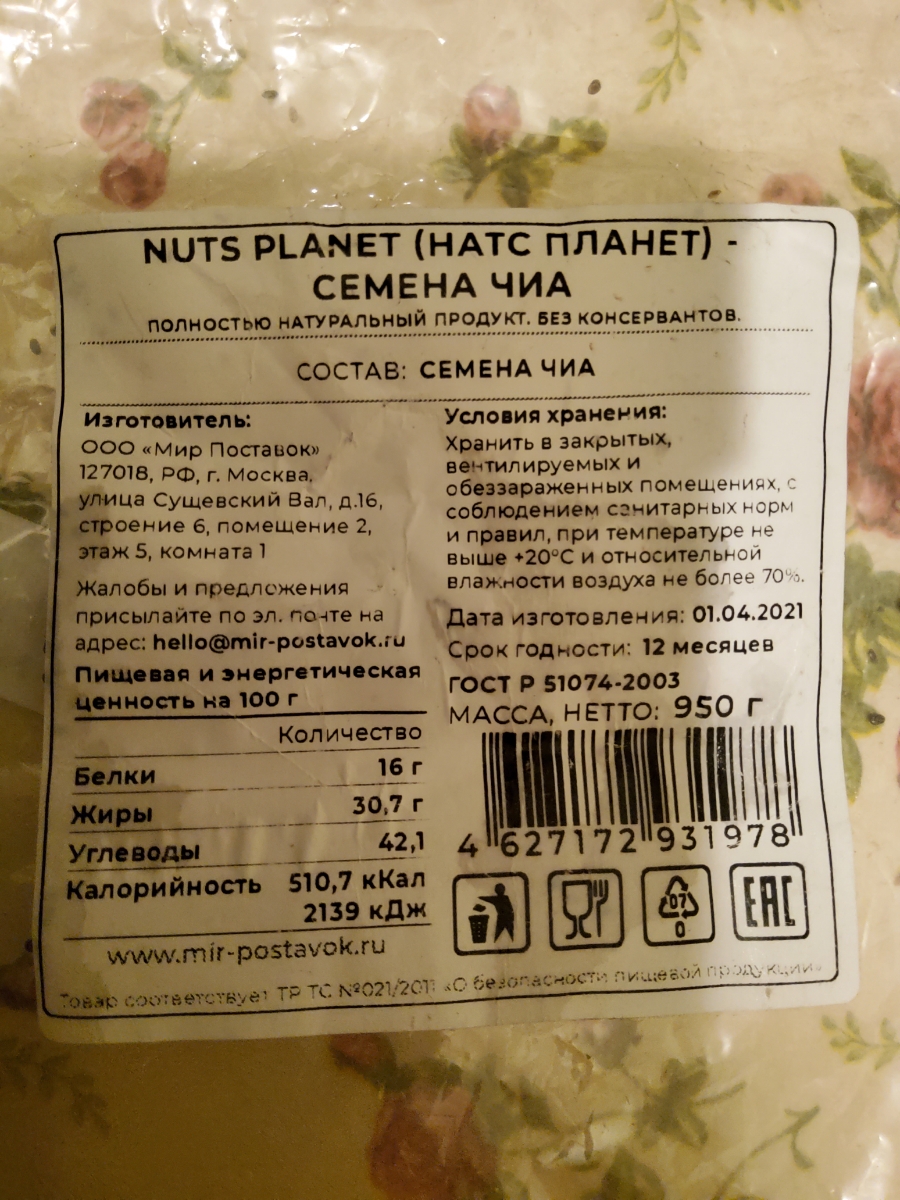 NUTS PLANET (НАТС ПЛАНЕТ) -
СЕМЕНА ЧИА
ПОЛНОСТЬЮ НАТУРАЛЬНЫЙ ПРОДУКТ. БЕЗ КОНСЕРВАНТОВ.
СОСТАВ: СЕМЕНА ЧИА
Изготовитель:
ООО «Мир Поставок»
127018, РФ, г. Москва,
улица Сущевский Вал, д.16,
строение 6, помещение 2,
этаж 5, комната 1
Жалобы и предложения
присылайте по эл. почте на
адрес: hello@mir-postavok.ru
Пищевая и энергетическая
ценность на 100 г
Количество
Белки 16 г
Жиры 30,7 г
Углеводы 42,1
Калорийность 510,7 кКал
2139 кДж
www.mir-postavok.ru
Условия хранения:
Хранить в закрытых,
вентилируемых и
обеззараженных помещениях, с
соблюдением санитарных норм
и правил, при температуре не
выше +20°С и относительной
влажности воздуха не более 70%.
Дата изготовления: 01.04.2021
Срок годности: 12 месяцев
ГОСТ Р 51074-2003
МАССА, НЕТТО: 950 г
4 627172 931978
07
0
EAC
Товар соответствует ТР ТС №021/2011 «О безопасности пищевой продукции»